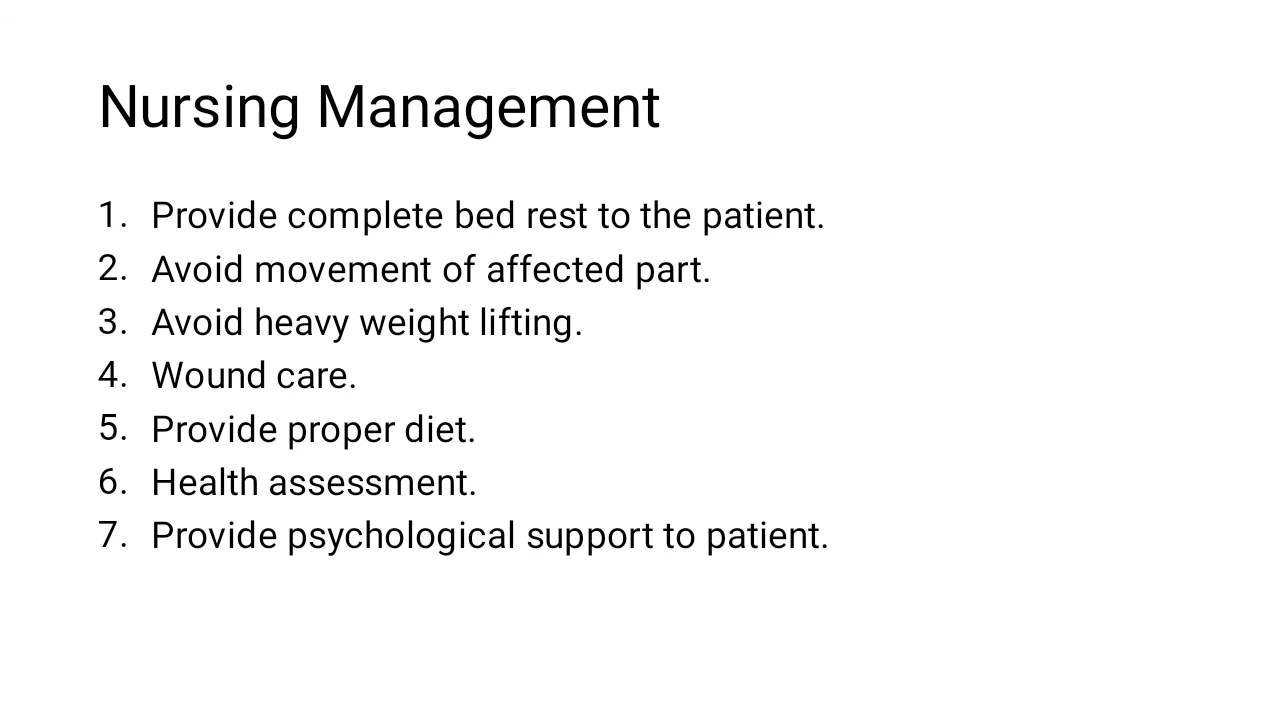 Nursing Management
1. Provide complete bed rest to the patient.
2. Avoid movement of affected part.
3. Avoid heavy weight lifting.
4. Wound care.
5. Provide proper diet.
6. Health assessment.
7. Provide psychological support to patient.